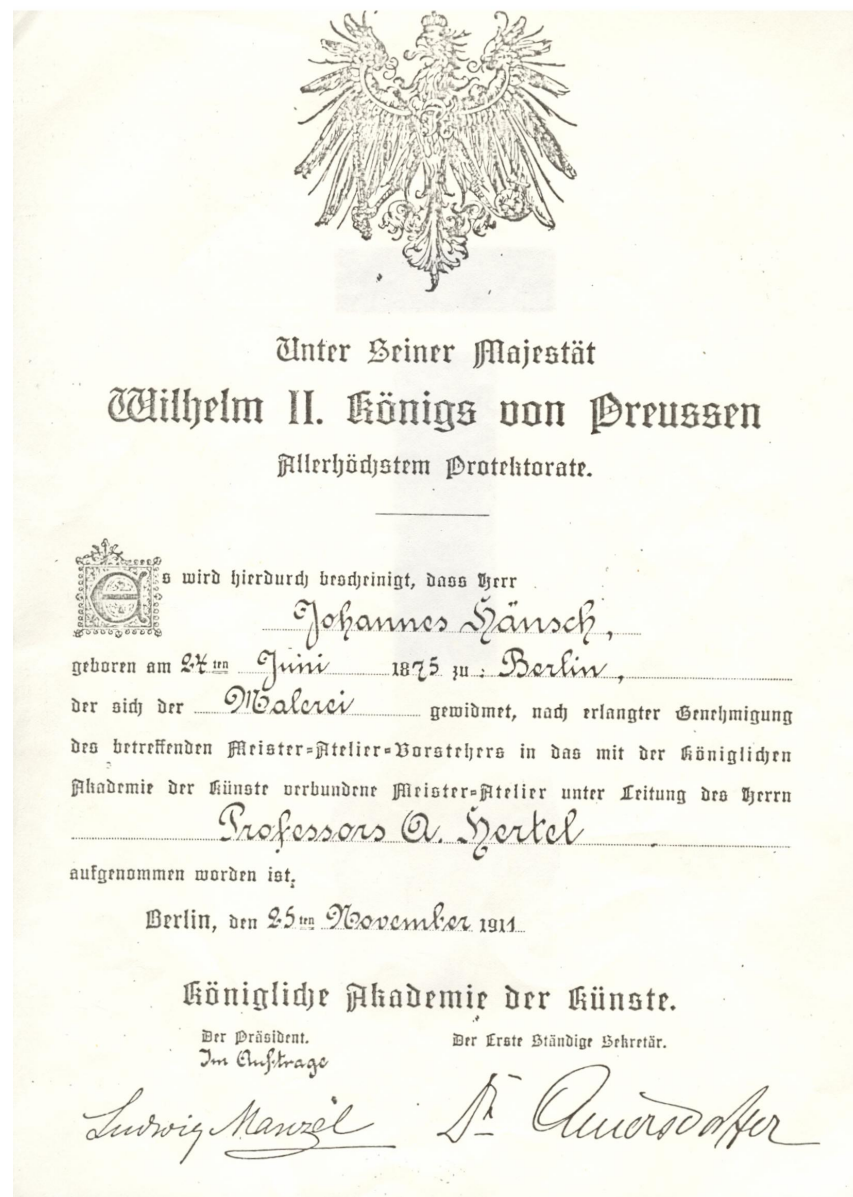 Unter Seiner Majestät
Wilhelm II. Königs von Preussen
Allerhöchstem Protektorate.
Es wird hierdurch bescheinigt, dass Herr
Johannes Hänsch,
geboren am 24ten Juni 1875 zu: Berlin,
der sich der Malerei gewidmet, nach erlangter Genehmigung
des betreffenden Meister-Atelier-Vorstehers in das mit der Königlichen
Akademie der Künste verbundene Meister-Atelier unter Leitung des Herrn
Professors A. Hertel
aufgenommen worden ist.
Berlin, den 25ten November 1911
Königliche Akademie der Künste.
Der Präsident. Der Erste Ständige Sekretär.
Im Auftrage
Ludwig Manzel Dr